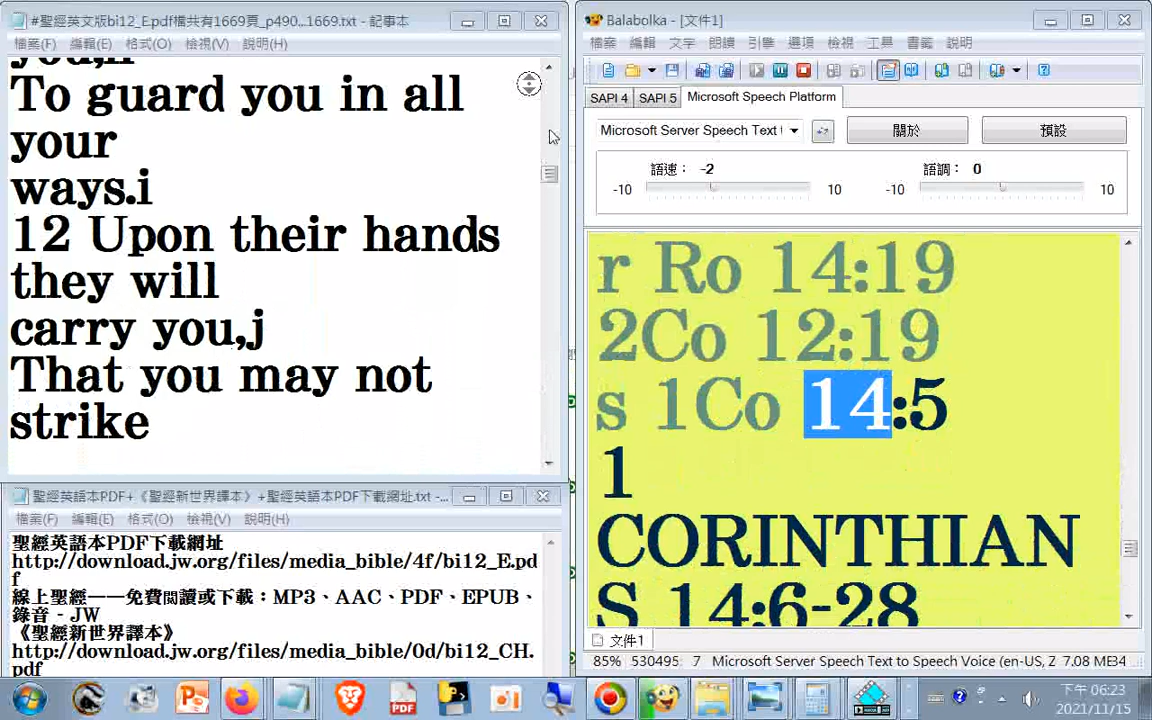 #聖經英文版bi12_E.pdf檔共有1669頁_p490...1669.txt - 記事本
檔案(F) 編輯(E) 格式(O) 檢視(V) 說明(H)
you,h
To guard you in all
your
ways.i
12 Upon their hands
they will
carry you,j
That you may not
strike
聖經英語本PDF+《聖經新世界譯本》+聖經英語本PDF下載網址.txt -...
檔案(F) 編輯(E) 格式(O) 檢視(V) 說明(H)
聖經英語本PDF下載網址
http://download.jw.org/files/media_bible/4f/bi12_E.pd
f
線上聖經——免費閱讀或下載：MP3、AAC、PDF、EPUB、
錄音 - JW
《聖經新世界譯本》
http://download.jw.org/files/media_bible/0d/bi12_CH.
pdf
Balabolka - [文件1]
檔案 編輯 文字 朗讀 引擎 選項 檢視 工具 書籤 說明
SAPI 4 SAPI 5 Microsoft Speech Platform
Microsoft Server Speech Text 關於 預設
語速： -2 語調： 0
-10 10 -10 10
r Ro 14:19
2Co 12:19
s 1Co 14:5
1
CORINTHIAN
S 14:6-28
文件1
85% 530495: 7 Microsoft Server Speech Text to Speech Voice (en-US, Z 7.08 ME34
下午 06:23
2021/11/15